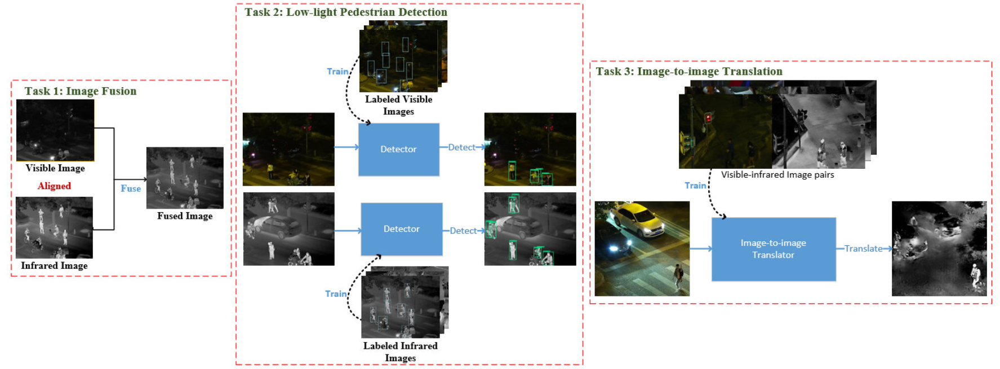 Task 1: Image Fusion
Visible Image
Aligned
Infrared Image
Fuse
Fused Image
Task 2: Low-light Pedestrian Detection
Train
Labeled Visible
Images
Detector
Detect
Detector
Detect
Train
Labeled Infrared
Images
Task 3: Image-to-image Translation
Visible-infrared Image pairs
Train
Image-to-image
Translator
Translate